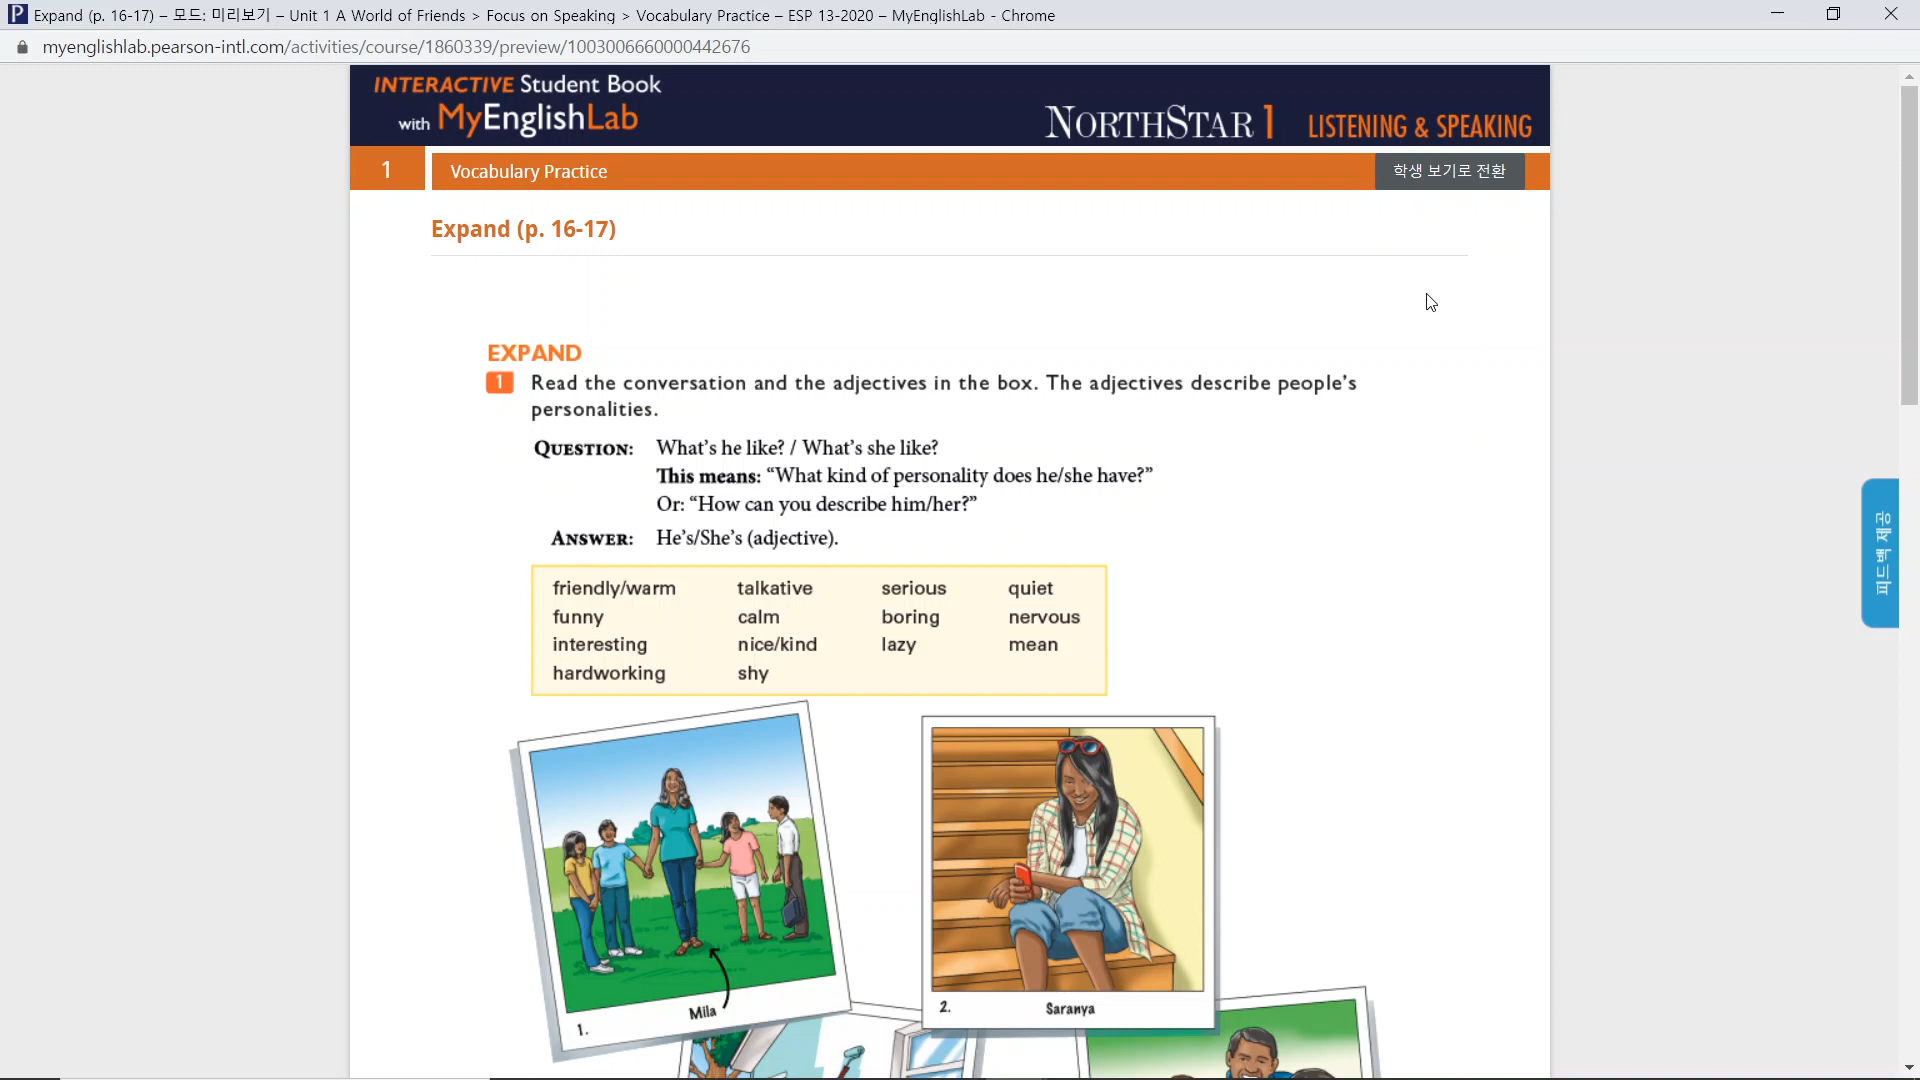 Expand (p. 16-17) – 모드: 미리보기 – Unit 1 A World of Friends > Focus on Speaking > Vocabulary Practice – ESP 13-2020 – MyEnglishLab - Chrome
myenglishlab.pearson-intl.com/activities/course/1860339/preview/1003006660000442676
INTERACTIVE Student Book
with MyEnglishLab
NORTHSTAR 1 LISTENING & SPEAKING
1 Vocabulary Practice 학생 보기로 전환
Expand (p. 16-17)
EXPAND
1 Read the conversation and the adjectives in the box. The adjectives describe people's
personalities.
QUESTION: What's he like? / What's she like?
This means: “What kind of personality does he/she have?”
Or: “How can you describe him/her?”
ANSWER: He's/She's (adjective).
friendly/warm talkative serious quiet
funny calm boring nervous
interesting nice/kind lazy mean
hardworking shy
1. Mila
2. Saranya
피드백 제공